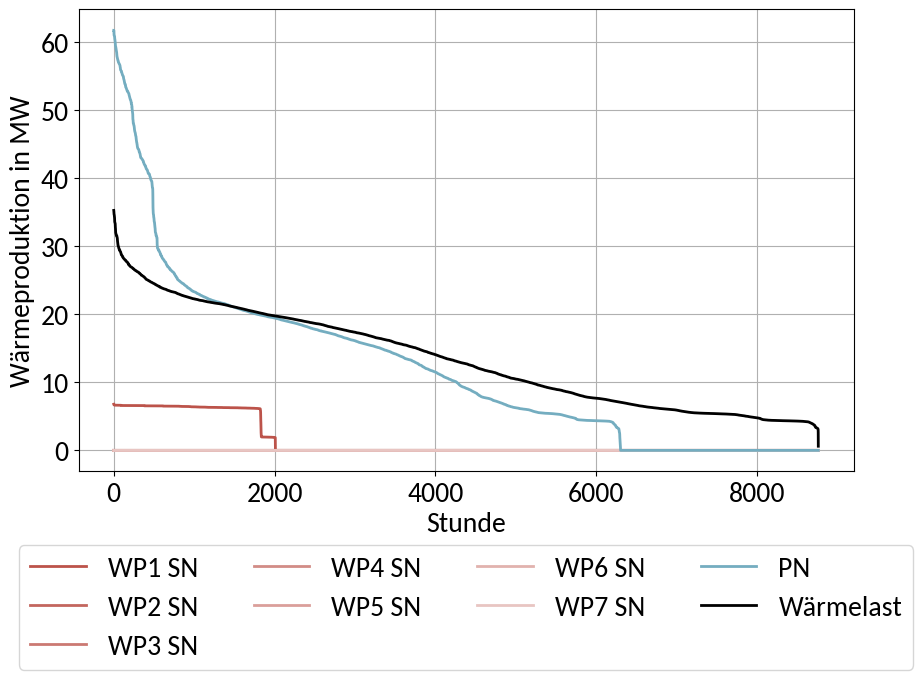 Wärmeproduktion in MW
60
50
40
30
20
10
0
0 2000 4000 6000 8000
Stunde
WP1 SN WP4 SN WP6 SN PN
WP2 SN WP5 SN WP7 SN Wärmelast
WP3 SN